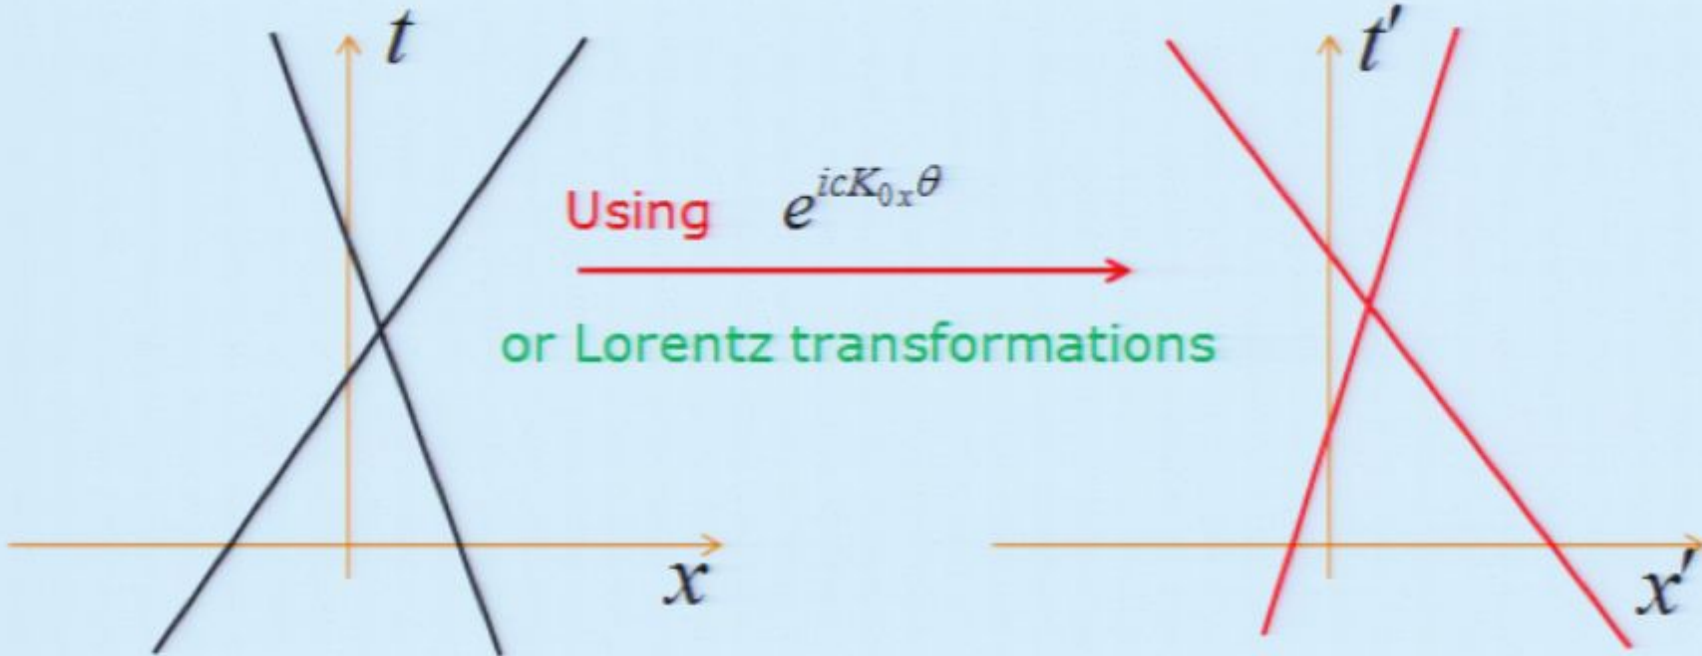 t
t′
Using e^{icK_{0x}θ}
or Lorentz transformations
x
x′